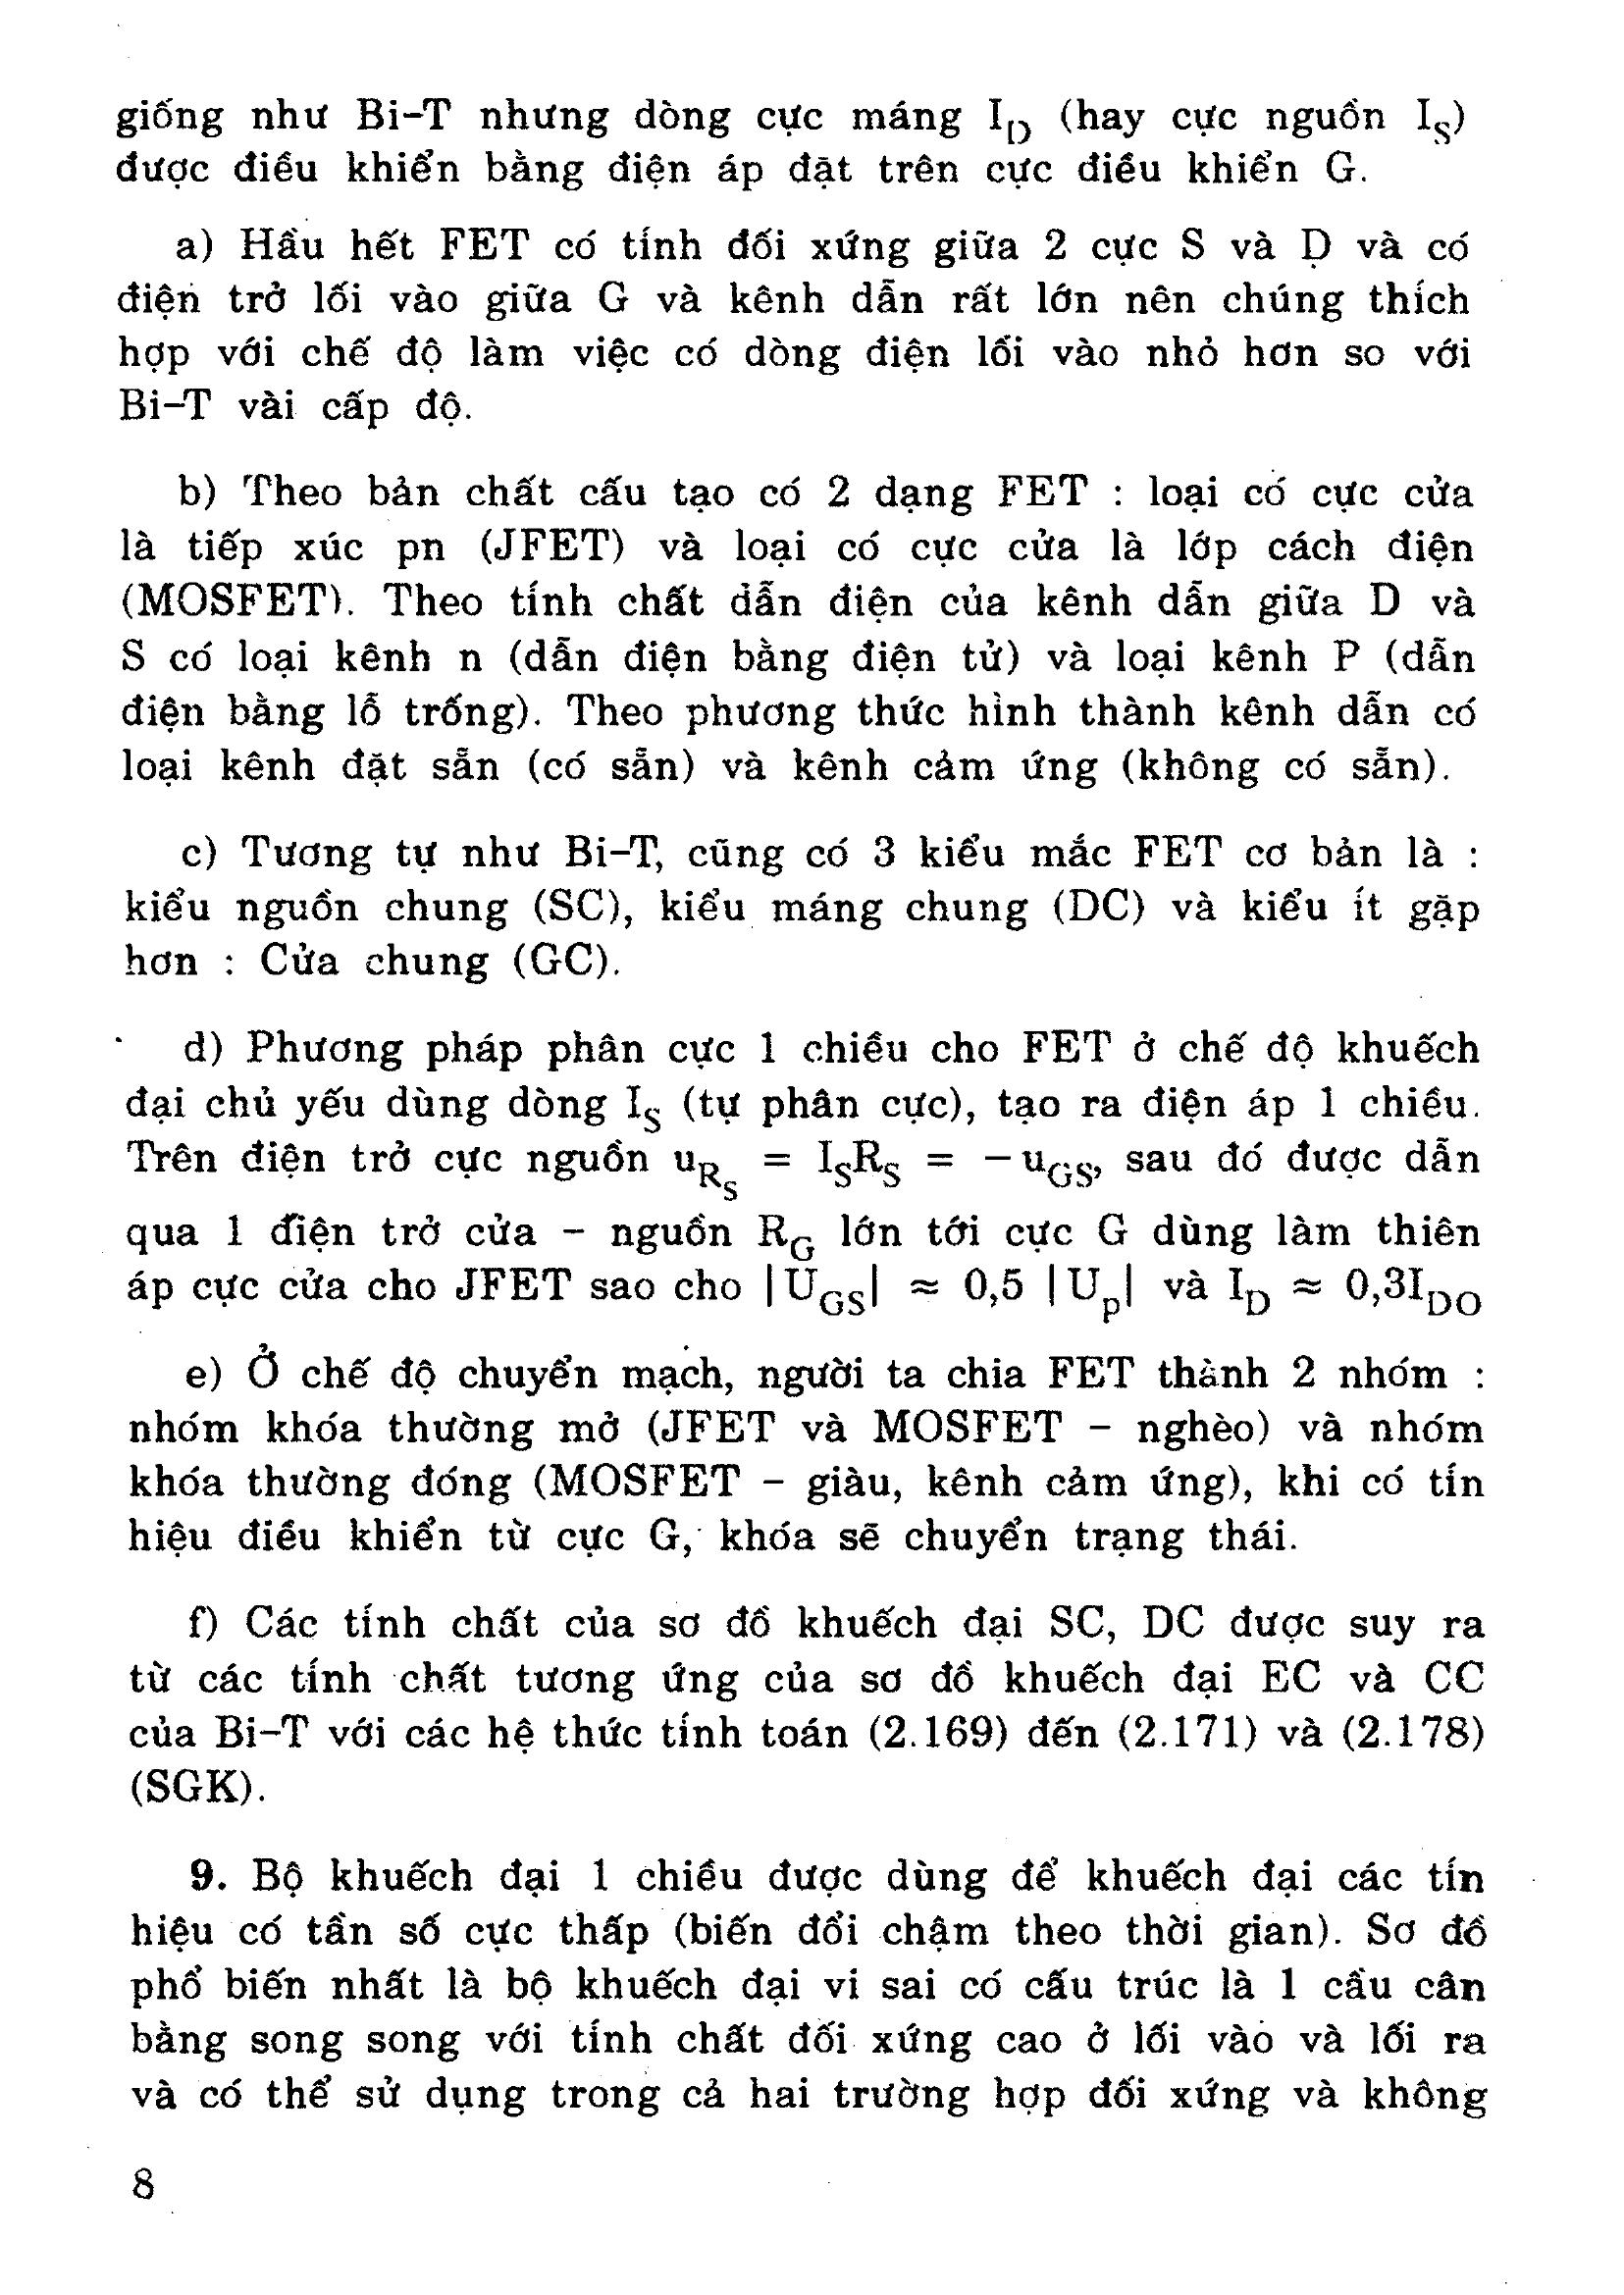 giống như Bi-T nhưng dòng cực máng I_D (hay cực nguồn I_S)
được điều khiển bằng điện áp đặt trên cực điều khiển G.
a) Hầu hết FET có tính đối xứng giữa 2 cực S và D và có
điện trở lối vào giữa G và kênh dẫn rất lớn nên chúng thích
hợp với chế độ làm việc có dòng điện lối vào nhỏ hơn so với
Bi-T vài cấp độ.
b) Theo bản chất cấu tạo có 2 dạng FET : loại có cực cửa
là tiếp xúc pn (JFET) và loại có cực cửa là lớp cách điện
(MOSFET). Theo tính chất dẫn điện của kênh dẫn giữa D và
S có loại kênh n (dẫn điện bằng điện tử) và loại kênh P (dẫn
điện bằng lỗ trống). Theo phương thức hình thành kênh dẫn có
loại kênh đặt sẵn (có sẵn) và kênh cảm ứng (không có sẵn).
c) Tương tự như Bi-T, cũng có 3 kiểu mắc FET cơ bản là :
kiểu nguồn chung (SC), kiểu máng chung (DC) và kiểu ít gặp
hơn : Cửa chung (GC).
d) Phương pháp phân cực 1 chiều cho FET ở chế độ khuếch
đại chủ yếu dùng dòng I_S (tự phân cực), tạo ra điện áp 1 chiều.
Trên điện trở cực nguồn u_{R_S} = I_SR_S = -u_{GS}, sau đó được dẫn
qua 1 điện trở cửa - nguồn R_G lớn tới cực G dùng làm thiên
áp cực cửa cho JFET sao cho |U_{GS}| ≈ 0,5 |U_p| và I_D ≈ 0,3I_{DO}
e) Ở chế độ chuyển mạch, người ta chia FET thành 2 nhóm :
nhóm khóa thường mở (JFET và MOSFET - nghèo) và nhóm
khóa thường đóng (MOSFET - giàu, kênh cảm ứng), khi có tín
hiệu điều khiển từ cực G, khóa sẽ chuyển trạng thái.
f) Các tính chất của sơ đồ khuếch đại SC, DC được suy ra
từ các tính chất tương ứng của sơ đồ khuếch đại EC và CC
của Bi-T với các hệ thức tính toán (2.169) đến (2.171) và (2.178)
(SGK).
9. Bộ khuếch đại 1 chiều được dùng để khuếch đại các tín
hiệu có tần số cực thấp (biến đổi chậm theo thời gian). Sơ đồ
phổ biến nhất là bộ khuếch đại vi sai có cấu trúc là 1 cầu cân
bằng song song với tính chất đối xứng cao ở lối vào và lối ra
và có thể sử dụng trong cả hai trường hợp đối xứng và không
8